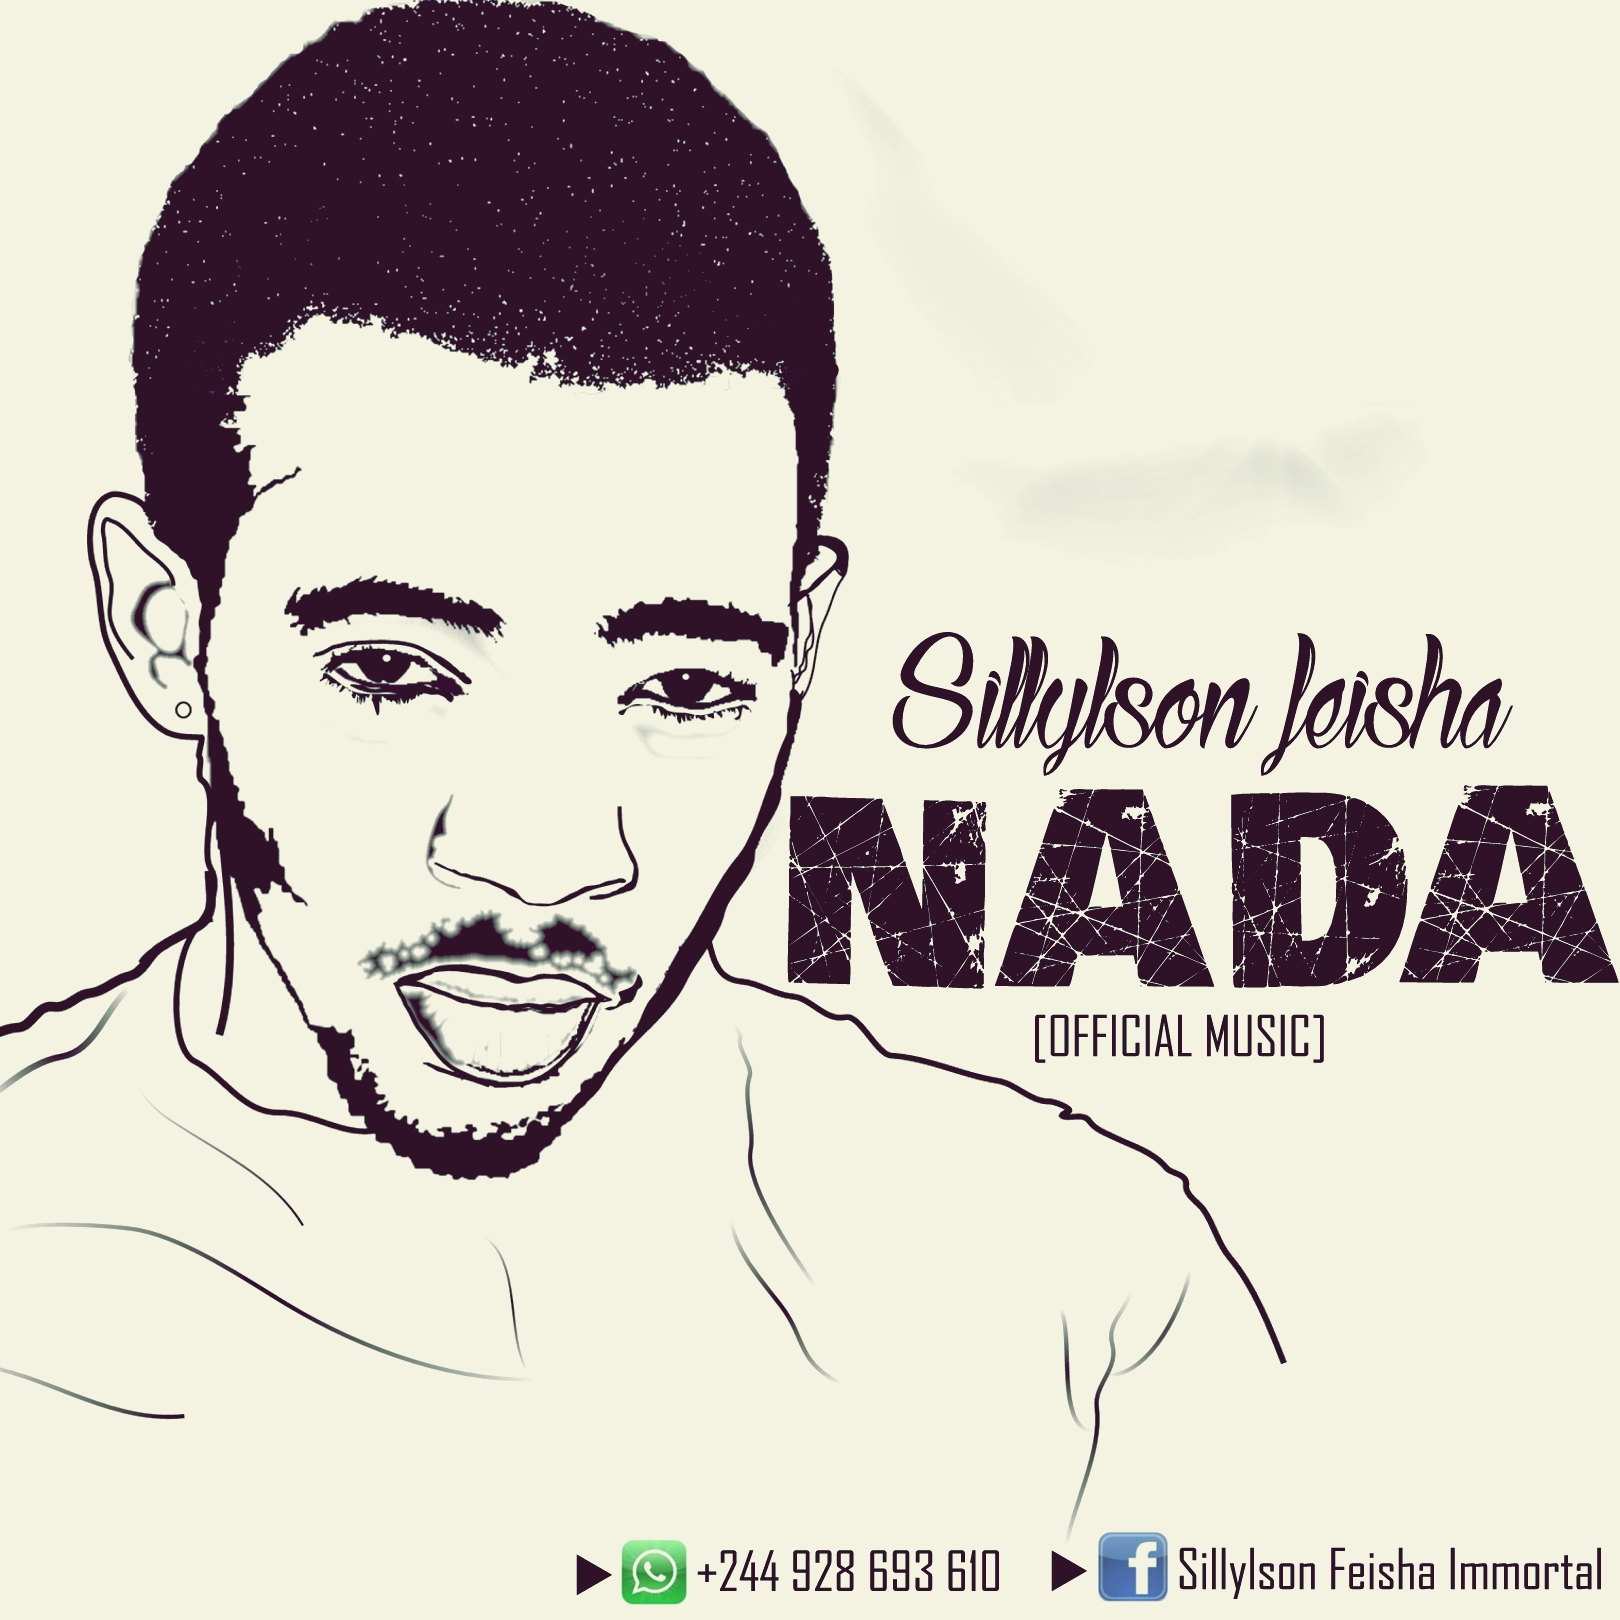 Sillylson feisha
NADA
[OFFICIAL MUSIC]
+244 928 693 610
f Sillylson Feisha Immortal